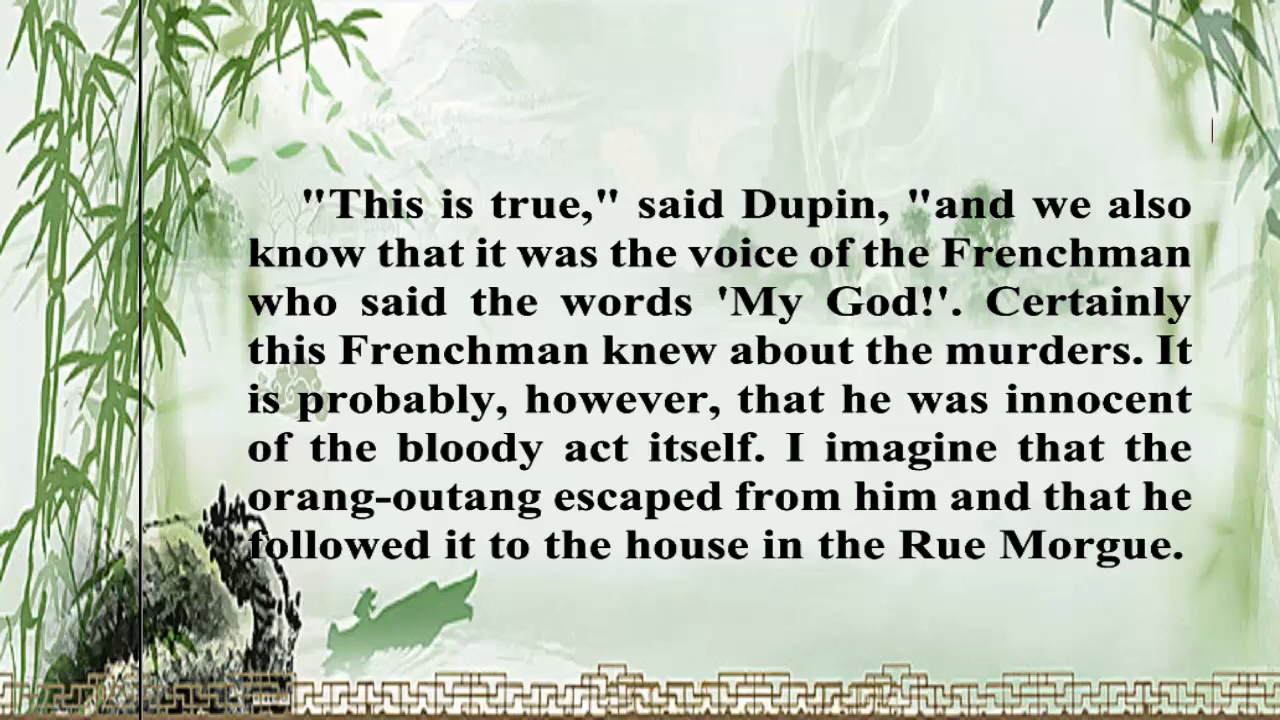 "This is true," said Dupin, "and we also
know that it was the voice of the Frenchman
who said the words 'My God!'. Certainly
this Frenchman knew about the murders. It
is probably, however, that he was innocent
of the bloody act itself. I imagine that the
orang-outang escaped from him and that he
followed it to the house in the Rue Morgue.